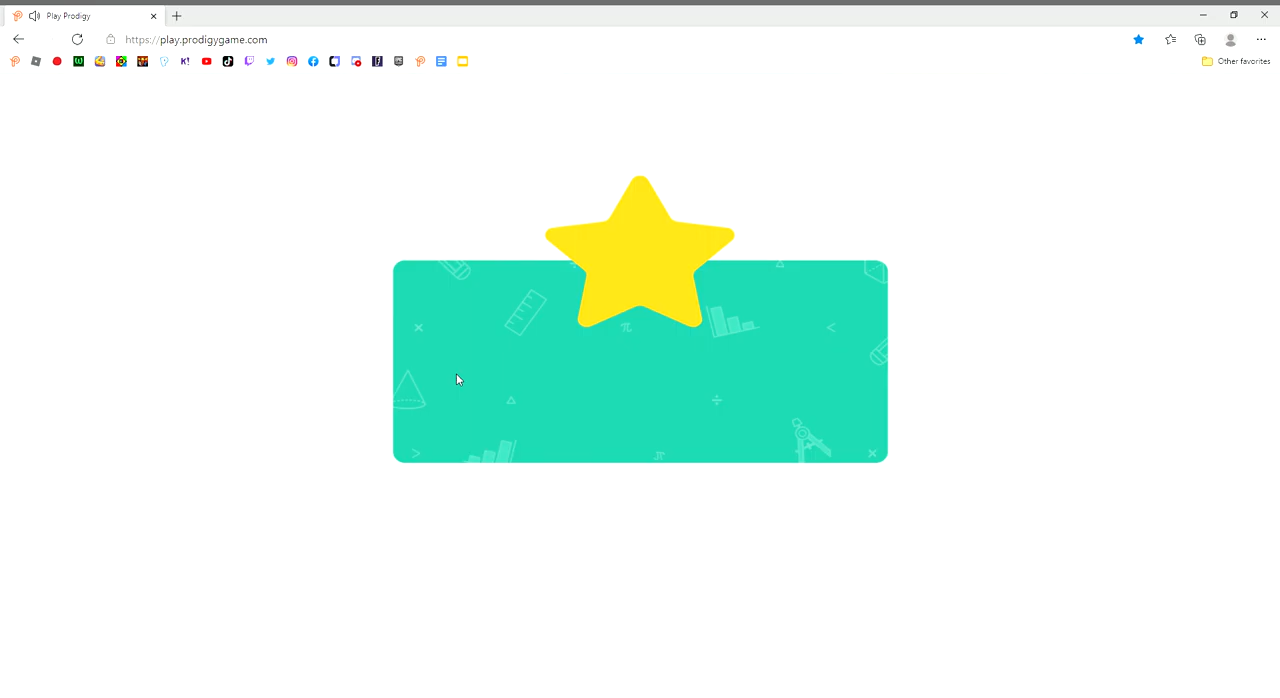 Play Prodigy
https://play.prodigygame.com
K! Other favorites
× π <
÷
> π ×